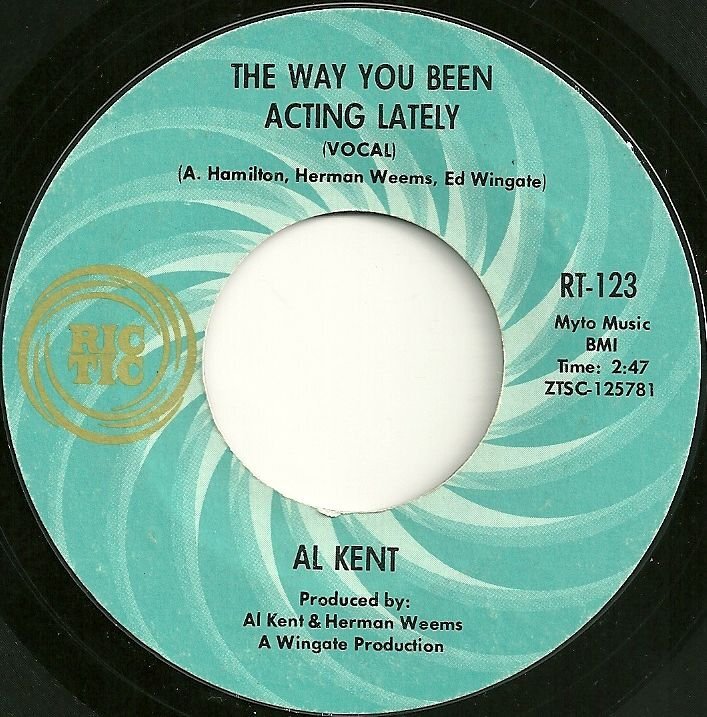 THE WAY YOU BEEN
ACTING LATELY
(VOCAL)
(A. Hamilton, Herman Weems, Ed Wingate)
RIC
TIC
RT-123
Myto Music
BMI
Time: 2:47
ZTSC-125781
AL KENT
Produced by:
Al Kent & Herman Weems
A Wingate Production